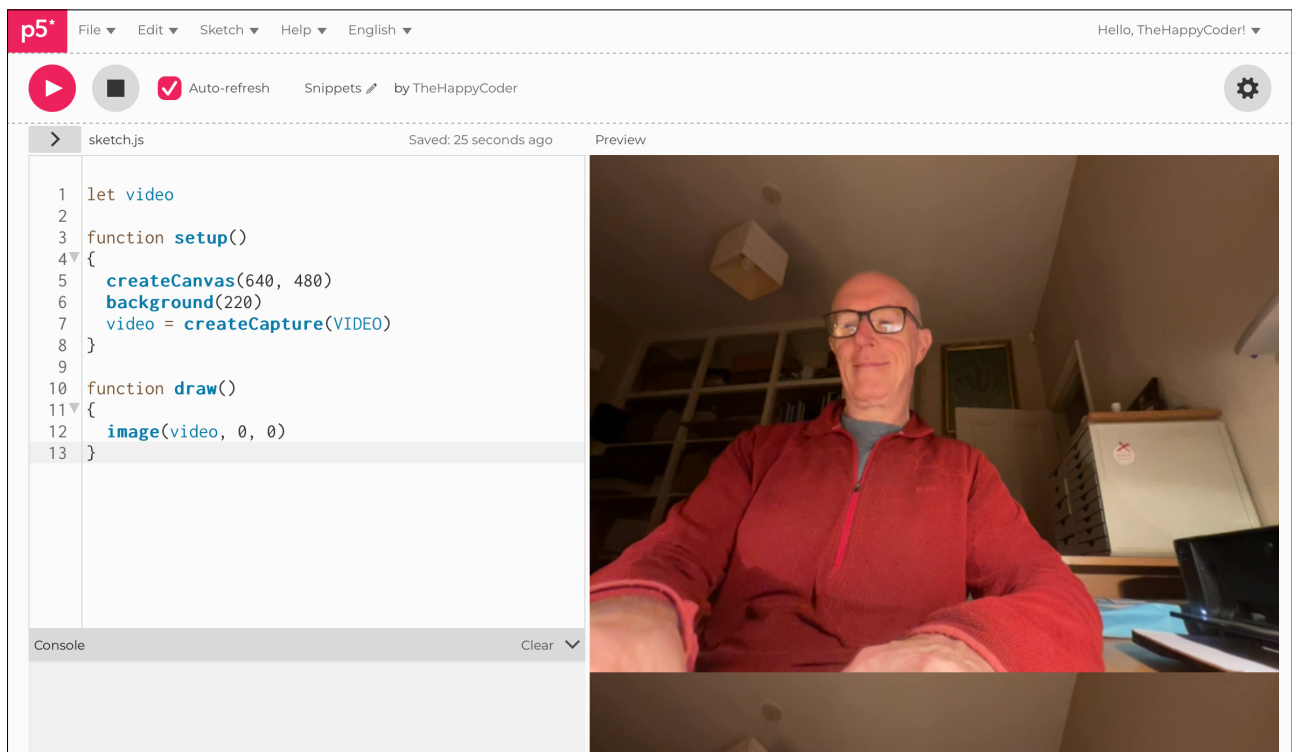 p5* File Edit Sketch Help English Hello, TheHappyCoder!
Auto-refresh Snippets by TheHappyCoder
sketch.js Saved: 25 seconds ago Preview
1 let video
2
3 function setup()
4 {
5 createCanvas(640, 480)
6 background(220)
7 video = createCapture(VIDEO)
8 }
9
10 function draw()
11 {
12 image(video, 0, 0)
13 }
Console Clear